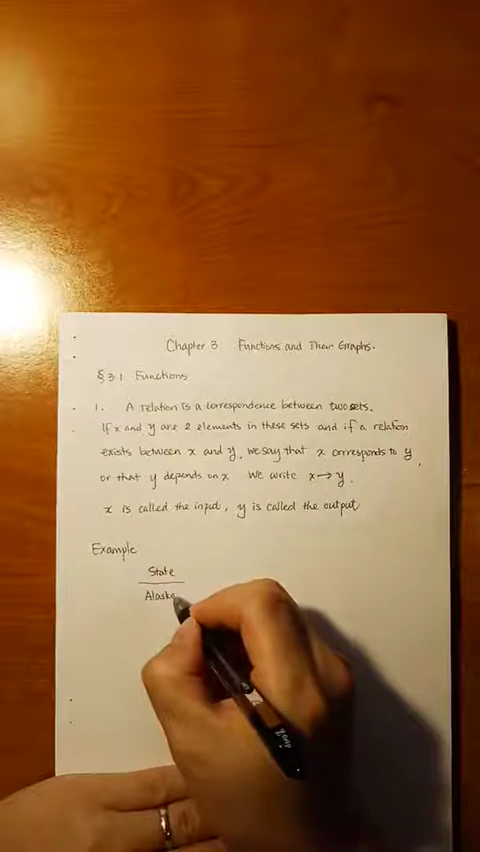 Chapter 3 Functions and Their Graphs.
§ 3.1 Functions
1. A relation is a correspondence between two sets.
If x and y are 2 elements in these sets and if a relation
exists between x and y, we say that x corresponds to y,
or that y depends on x. We write x→y.
x is called the input, y is called the output
Example
State
Alaska